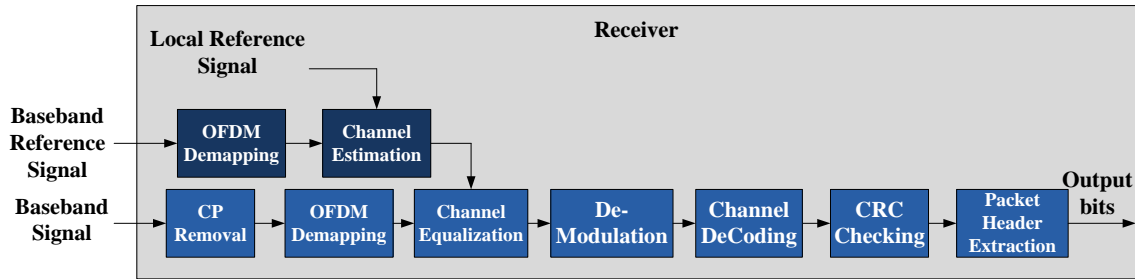 Receiver
Local Reference
Signal
Baseband
Reference
Signal
OFDM
Demapping
Channel
Estimation
Baseband
Signal
CP
Removal
OFDM
Demapping
Channel
Equalization
De-
Modulation
Channel
DeCoding
CRC
Checking
Packet
Header
Extraction
Output
bits